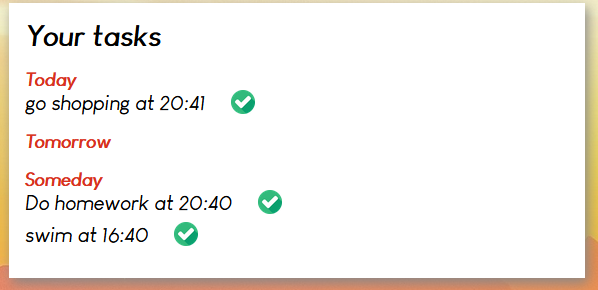 Your tasks
Today
go shopping at 20:41
Tomorrow
Someday
Do homework at 20:40
swim at 16:40